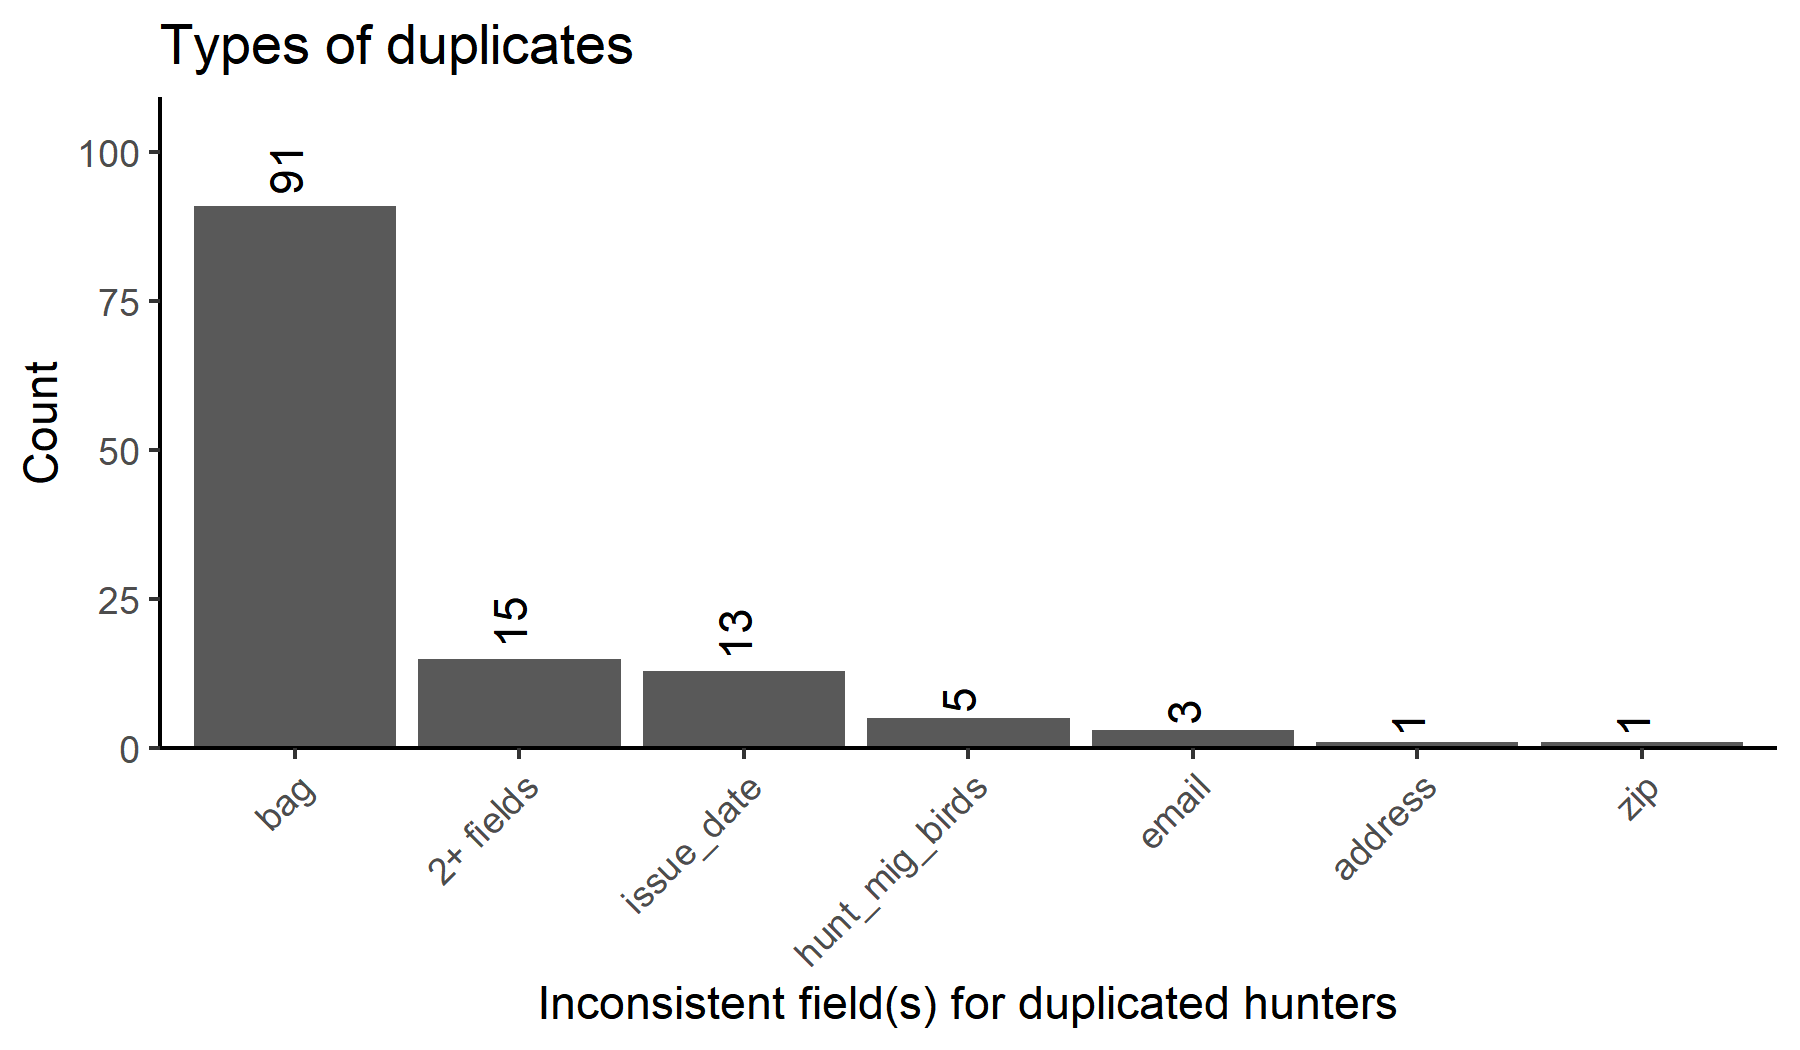 Types of duplicates
Count
100
75
50
25
0
91
15
13
5
3
1
1
bag
2+ fields
issue_date
hunt_mig_birds
email
address
zip
Inconsistent field(s) for duplicated hunters